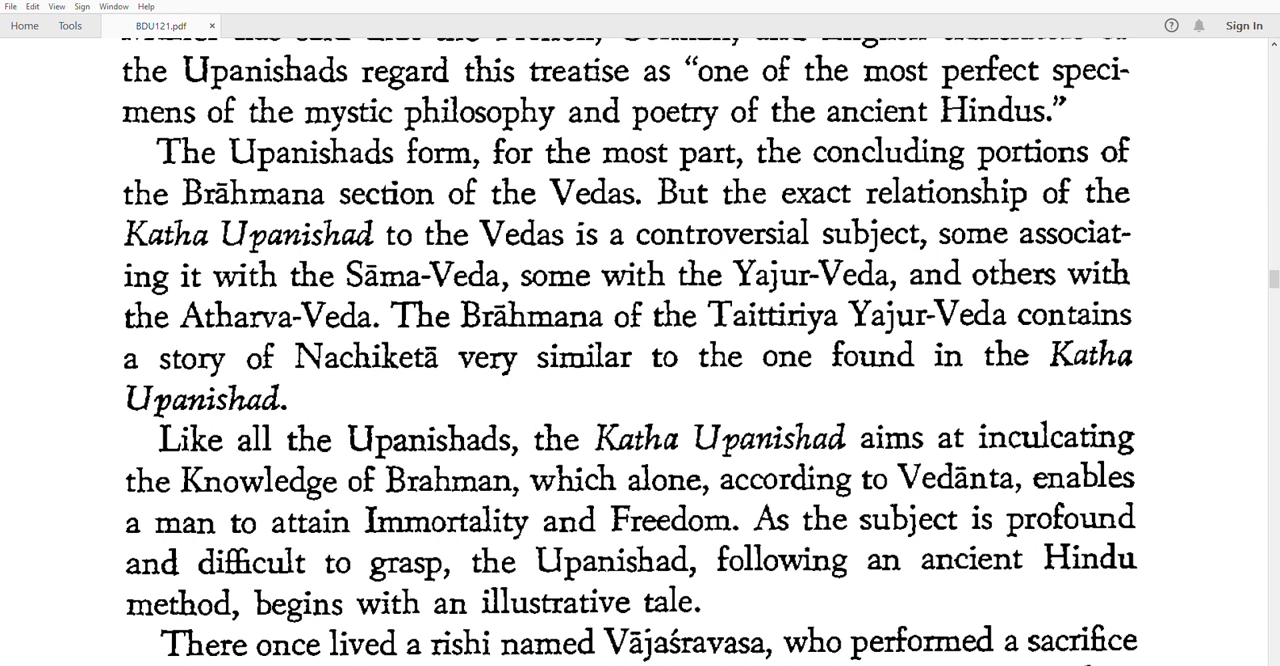 File Edit View Sign Window Help
Home Tools BDU121.pdf × ? Sign In
the Upanishads regard this treatise as “one of the most perfect speci-
mens of the mystic philosophy and poetry of the ancient Hindus.”
The Upanishads form, for the most part, the concluding portions of
the Brāhmana section of the Vedas. But the exact relationship of the
Katha Upanishad to the Vedas is a controversial subject, some associat-
ing it with the Sāma-Veda, some with the Yajur-Veda, and others with
the Atharva-Veda. The Brāhmana of the Taittiriya Yajur-Veda contains
a story of Nachiketā very similar to the one found in the Katha
Upanishad.
Like all the Upanishads, the Katha Upanishad aims at inculcating
the Knowledge of Brahman, which alone, according to Vedānta, enables
a man to attain Immortality and Freedom. As the subject is profound
and difficult to grasp, the Upanishad, following an ancient Hindu
method, begins with an illustrative tale.
There once lived a rishi named Vājaśravasa, who performed a sacrifice